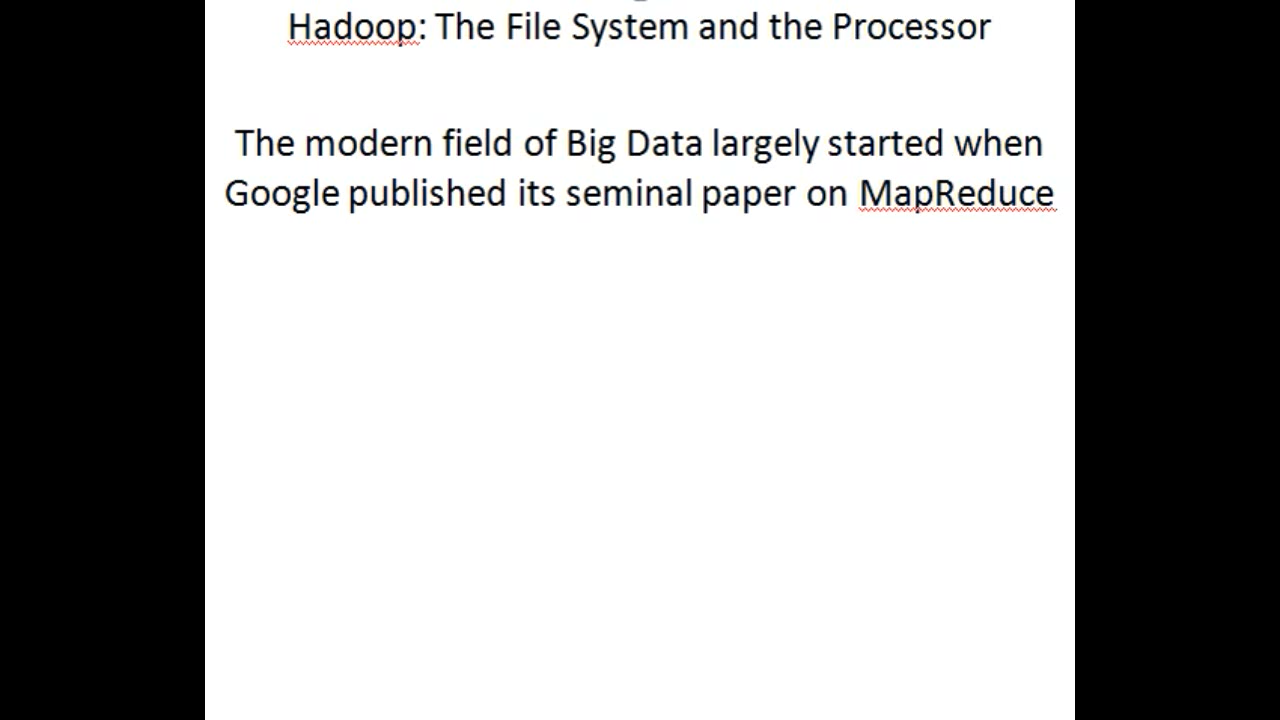 Hadoop: The File System and the Processor
The modern field of Big Data largely started when
Google published its seminal paper on MapReduce